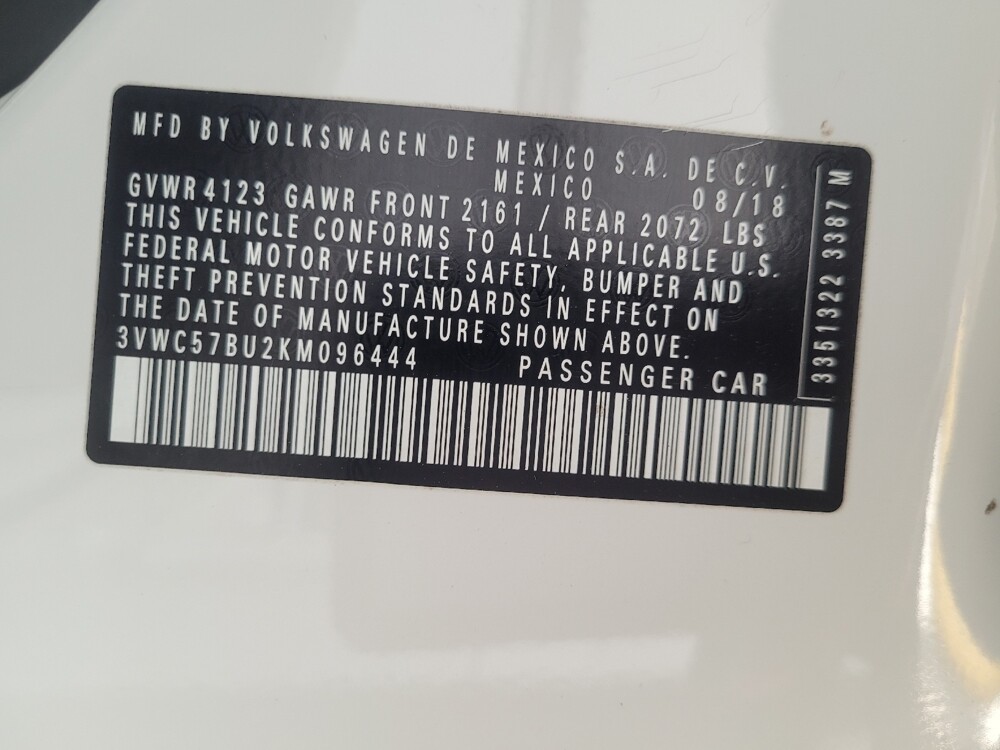 MFD BY VOLKSWAGEN DE MEXICO S.A. DE C.V.
MEXICO 08/18
GVWR 4123 GAWR FRONT 2161 / REAR 2072 LBS
THIS VEHICLE CONFORMS TO ALL APPLICABLE U.S.
FEDERAL MOTOR VEHICLE SAFETY, BUMPER AND
THEFT PREVENTION STANDARDS IN EFFECT ON
THE DATE OF MANUFACTURE SHOWN ABOVE.
3VWC57BU2KM096444 PASSENGER CAR
3351322 3387 M